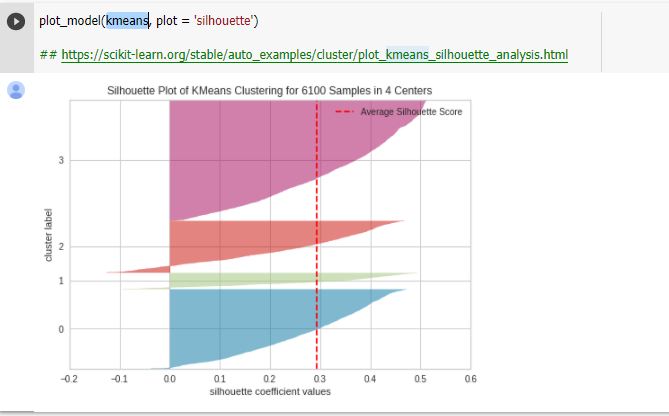 plot_model(kmeans, plot = 'silhouette')
## https://scikit-learn.org/stable/auto_examples/cluster/plot_kmeans_silhouette_analysis.html
Silhouette Plot of KMeans Clustering for 6100 Samples in 4 Centers
Average Silhouette Score
3
2
1
0
cluster label
−0.2 −0.1 0.0 0.1 0.2 0.3 0.4 0.5 0.6
silhouette coefficient values